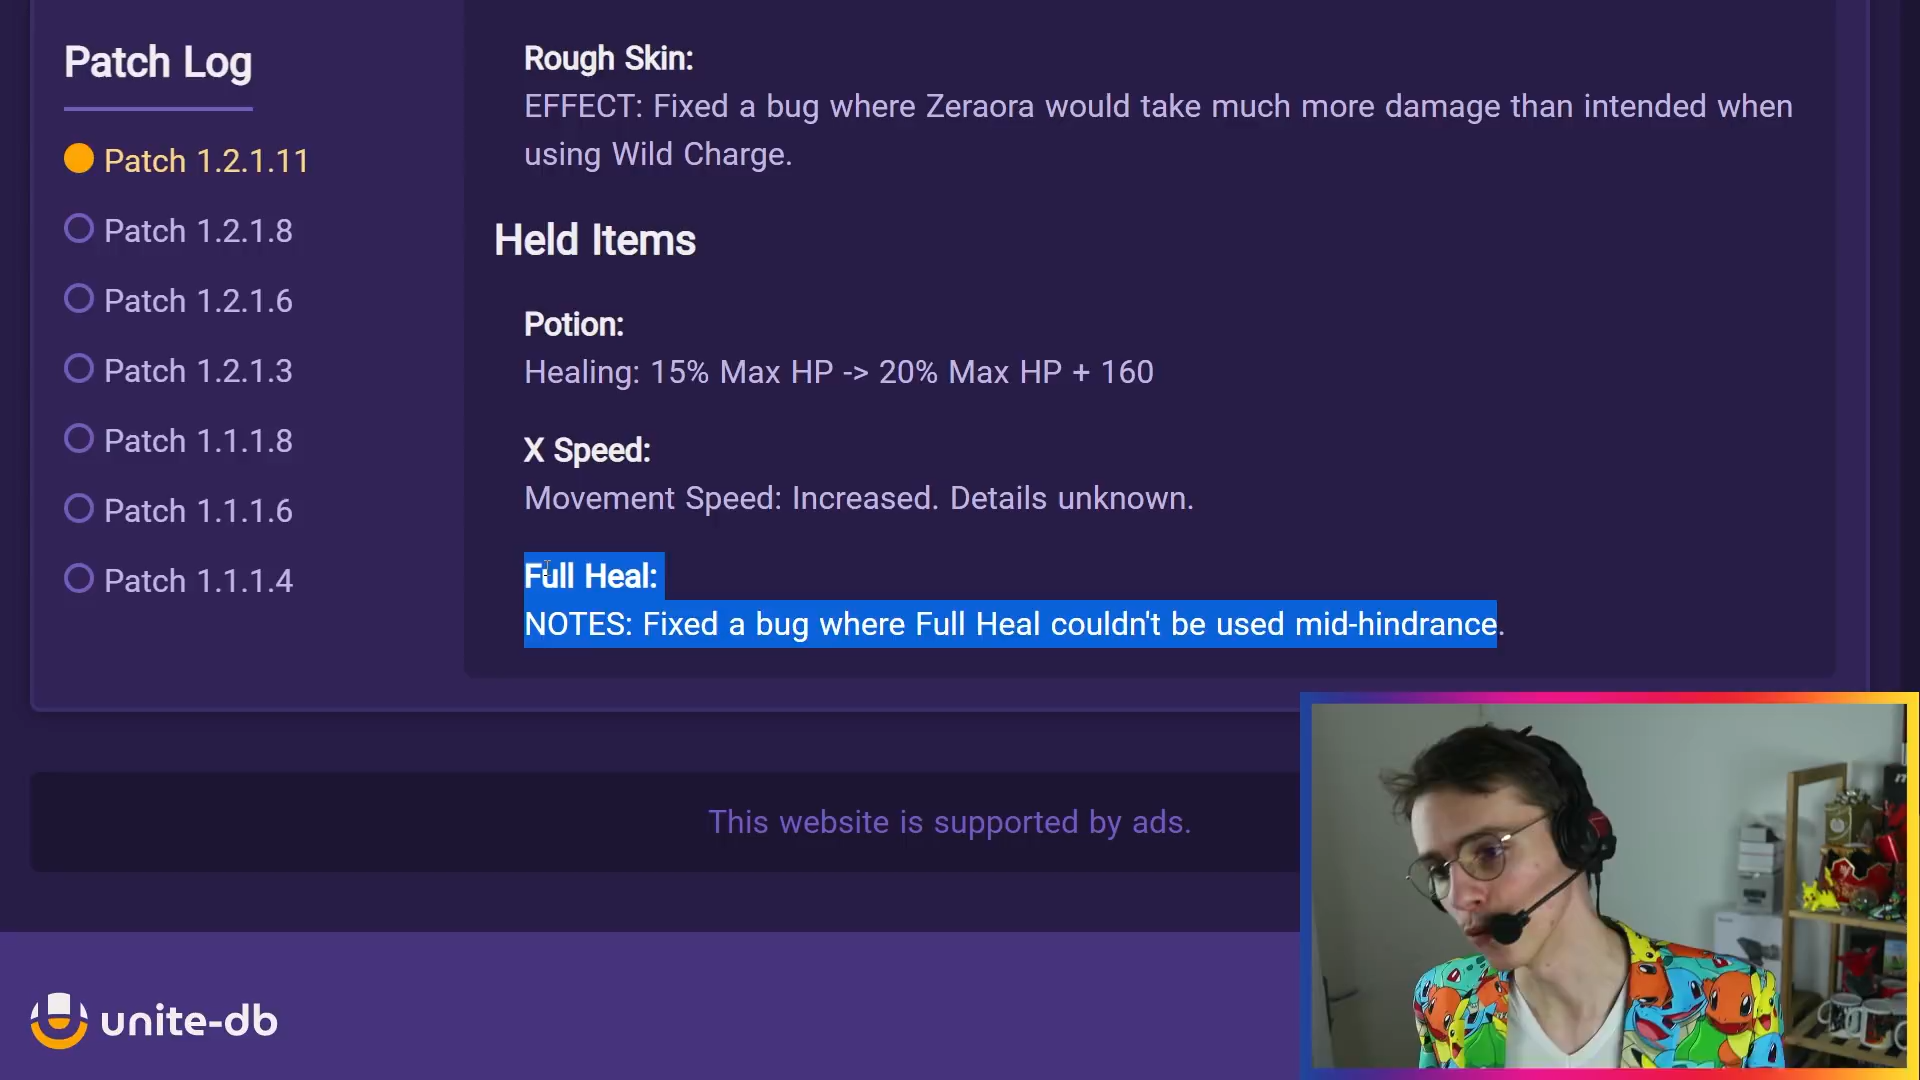 Patch Log
Patch 1.2.1.11
Patch 1.2.1.8
Patch 1.2.1.6
Patch 1.2.1.3
Patch 1.1.1.8
Patch 1.1.1.6
Patch 1.1.1.4
Rough Skin:
EFFECT: Fixed a bug where Zeraora would take much more damage than intended when
using Wild Charge.
Held Items
Potion:
Healing: 15% Max HP -> 20% Max HP + 160
X Speed:
Movement Speed: Increased. Details unknown.
Full Heal:
NOTES: Fixed a bug where Full Heal couldn't be used mid-hindrance.
This website is supported by ads.
unite-db